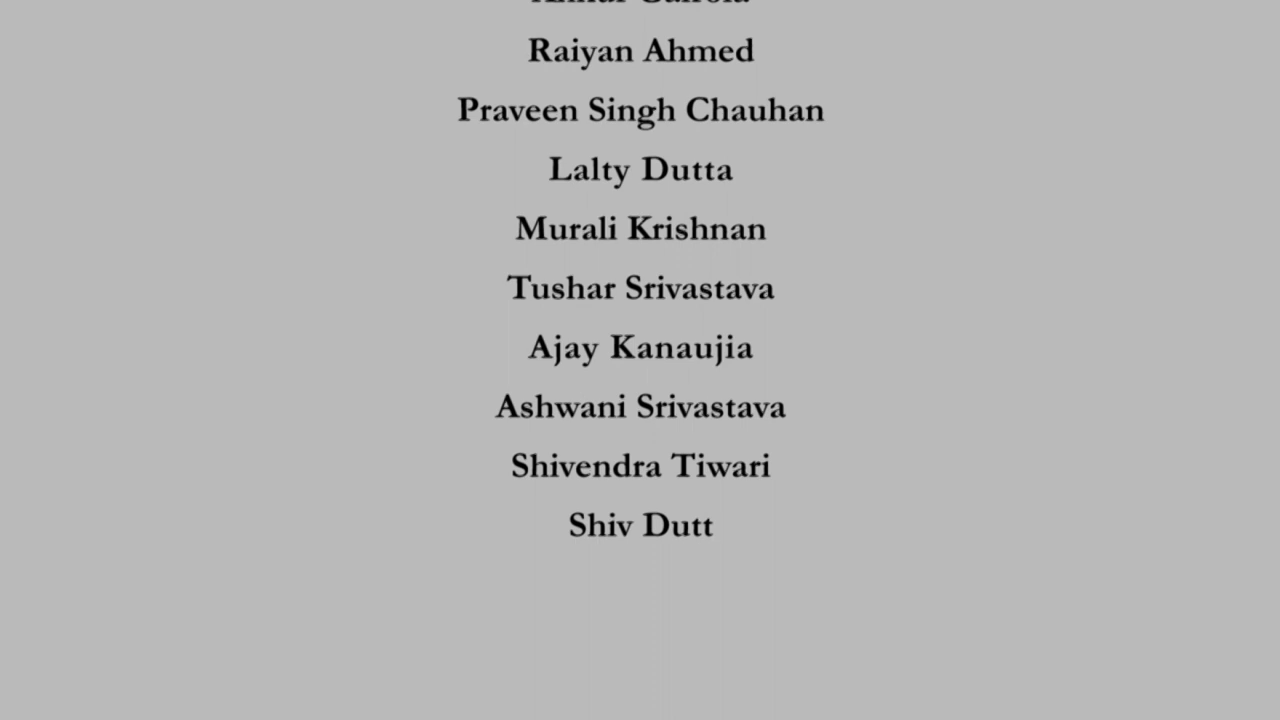 Raiyan Ahmed
Praveen Singh Chauhan
Lalty Dutta
Murali Krishnan
Tushar Srivastava
Ajay Kanaujia
Ashwani Srivastava
Shivendra Tiwari
Shiv Dutt